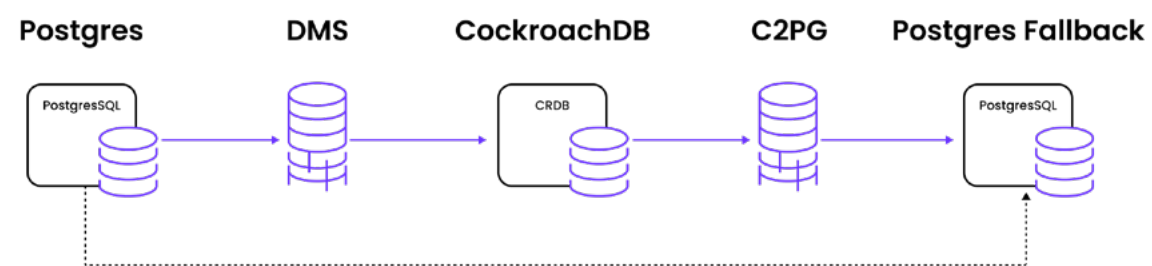 Postgres DMS CockroachDB C2PG Postgres Fallback
PostgresSQL CRDB PostgresSQL